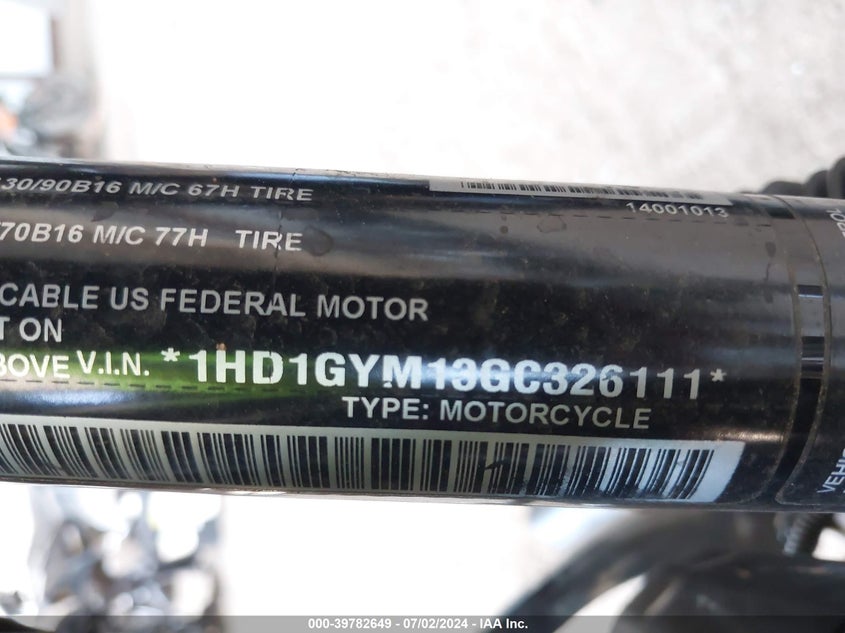 130/90B16 M/C 67H TIRE
14001013
70B16 M/C 77H TIRE
CABLE US FEDERAL MOTOR
T ON
BOVE V.I.N. *1HD1GYM13GC326111*
TYPE: MOTORCYCLE
000-39782649 - 07/02/2024 - IAA Inc.